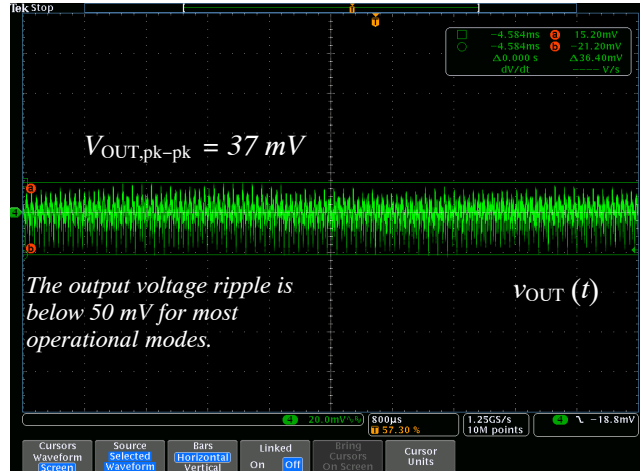 Tek Stop
T
T
-4.584ms a 15.20mV
-4.584ms b -21.20mV
Δ0.000 s Δ36.40mV
dV/dt ---- V/s
VOUT,pk-pk = 37 mV
a
4
b
The output voltage ripple is
below 50 mV for most
operational modes.
vOUT (t)
4 20.0mV 800µs 1.25GS/s 4 -18.8mV
T 57.30 % 10M points
Cursors Waveform Screen
Source Selected Waveform
Bars Horizontal Vertical
Linked On Off
Bring Cursors On Screen
Cursor Units